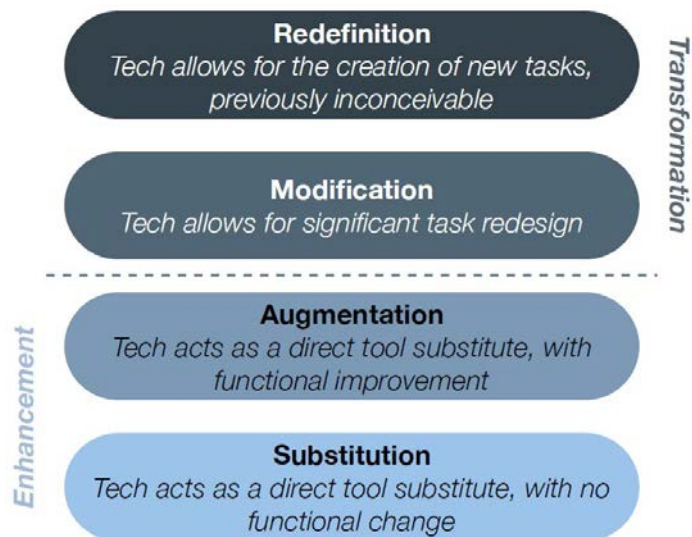 Redefinition
Tech allows for the creation of new tasks,
previously inconceivable
Modification
Tech allows for significant task redesign
Transformation
Augmentation
Tech acts as a direct tool substitute, with
functional improvement
Substitution
Tech acts as a direct tool substitute, with no
functional change
Enhancement